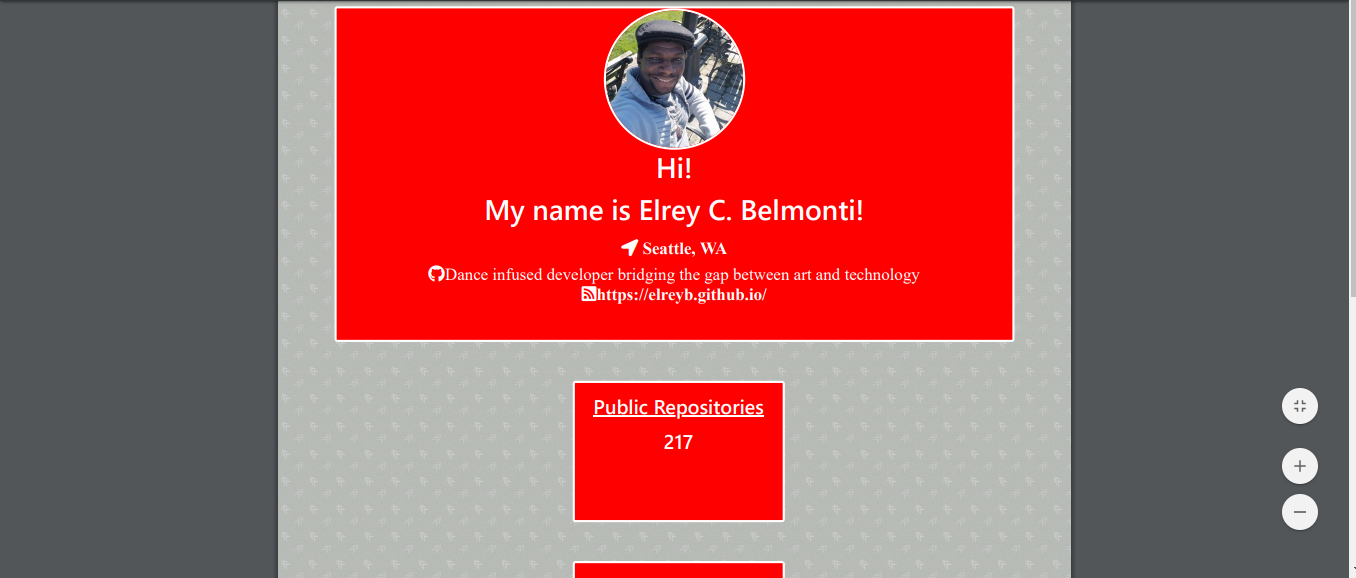 Hi!
My name is Elrey C. Belmonti!
Seattle, WA
Dance infused developer bridging the gap between art and technology
https://elreyb.github.io/
Public Repositories
217